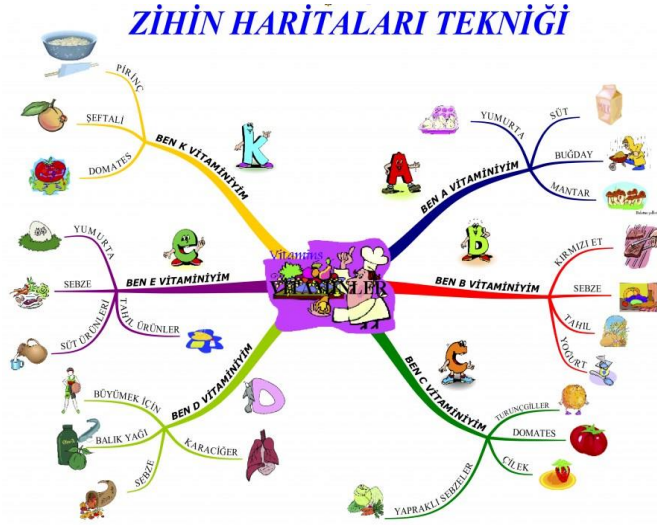 ZİHİN HARİTALARI TEKNİĞİ
PİRİNÇ
ŞEFTALİ
DOMATES
BEN K VİTAMİNİYİM
K
YUMURTA
SÜT
BUĞDAY
MANTAR
BEN A VİTAMİNİYİM
A
YUMURTA
SEBZE
SÜT ÜRÜNLERİ
TAHIL ÜRÜNLER
BEN E VİTAMİNİYİM
e
Vitamins
VİTAMİNLER
b
BEN B VİTAMİNİYİM
KIRMIZI ET
SEBZE
TAHIL
YOĞURT
BÜYÜMEK İÇİN
BALIK YAĞI
SEBZE
KARACİĞER
BEN D VİTAMİNİYİM
D
C
BEN C VİTAMİNİYİM
TURUNÇGİLLER
DOMATES
ÇİLEK
YAPRAKLI SEBZELER